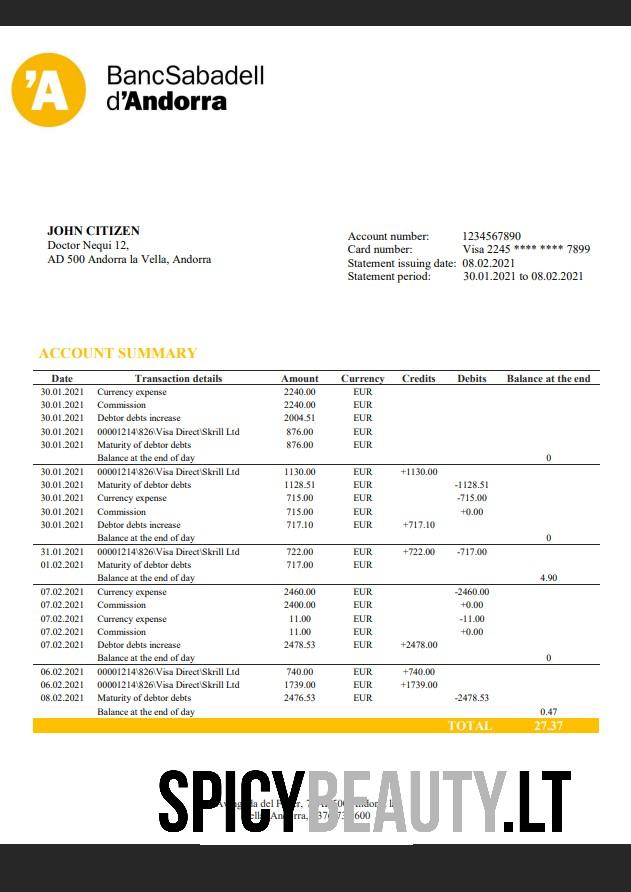 'A BancSabadell
d'Andorra
JOHN CITIZEN
Doctor Nequi 12,
AD 500 Andorra la Vella, Andorra
Account number: 1234567890
Card number: Visa 2245 **** **** 7899
Statement issuing date: 08.02.2021
Statement period: 30.01.2021 to 08.02.2021
ACCOUNT SUMMARY
Date Transaction details Amount Currency Credits Debits Balance at the end
30.01.2021 Currency expense 2240.00 EUR
30.01.2021 Commission 2240.00 EUR
30.01.2021 Debtor debts increase 2004.51 EUR
30.01.2021 00001214\826\Visa Direct\Skrill Ltd 876.00 EUR
30.01.2021 Maturity of debtor debts 876.00 EUR
Balance at the end of day 0
30.01.2021 00001214\826\Visa Direct\Skrill Ltd 1130.00 EUR +1130.00
30.01.2021 Maturity of debtor debts 1128.51 EUR -1128.51
30.01.2021 Currency expense 715.00 EUR -715.00
30.01.2021 Commission 715.00 EUR +0.00
30.01.2021 Debtor debts increase 717.10 EUR +717.10
Balance at the end of day 0
31.01.2021 00001214\826\Visa Direct\Skrill Ltd 722.00 EUR +722.00 -717.00
01.02.2021 Maturity of debtor debts 717.00 EUR
Balance at the end of day 4.90
07.02.2021 Currency expense 2460.00 EUR -2460.00
07.02.2021 Commission 2400.00 EUR +0.00
07.02.2021 Currency expense 11.00 EUR -11.00
07.02.2021 Commission 11.00 EUR +0.00
07.02.2021 Debtor debts increase 2478.53 EUR +2478.00
Balance at the end of day 0
06.02.2021 00001214\826\Visa Direct\Skrill Ltd 740.00 EUR +740.00
06.02.2021 00001214\826\Visa Direct\Skrill Ltd 1739.00 EUR +1739.00
08.02.2021 Maturity of debtor debts 2476.53 EUR -2478.53
Balance at the end of day 0.47
TOTAL 27.37
SPICYBEAUTY.LT
del
600